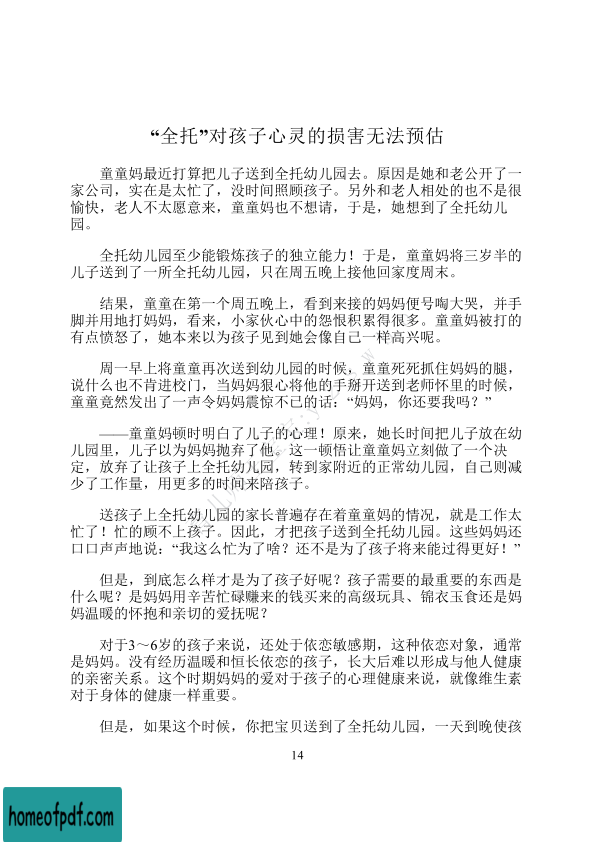 “全托”对孩子心灵的损害无法预估
童童妈最近打算把儿子送到全托幼儿园去。原因是她和老公开了一
家公司，实在是太忙了，没时间照顾孩子。另外和老人相处的也不是很
愉快，老人不太愿意来，童童妈也不想请，于是，她想到了全托幼儿
园。
全托幼儿园至少能锻炼孩子的独立能力！于是，童童妈将三岁半的
儿子送到了一所全托幼儿园，只在周五晚上接他回家度周末。
结果，童童在第一个周五晚上，看到来接的妈妈便号啕大哭，并手
脚并用地打妈妈，看来，小家伙心中的怨恨积累得很多。童童妈被打的
有点愤怒了，她本来以为孩子见到她会像自己一样高兴呢。
周一早上将童童再次送到幼儿园的时候，童童死死抓住妈妈的腿，
说什么也不肯进校门，当妈妈狠心将他的手掰开送到老师怀里的时候，
童童竟然发出了一声令妈妈震惊不已的话：“妈妈，你还要我吗？”
——童童妈顿时明白了儿子的心理！原来，她长时间把儿子放在幼
儿园里，儿子以为妈妈抛弃了他。这一顿悟让童童妈立刻做了一个决
定，放弃了让孩子上全托幼儿园，转到家附近的正常幼儿园，自己则减
少了工作量，用更多的时间来陪孩子。
送孩子上全托幼儿园的家长普遍存在着童童妈的情况，就是工作太
忙了！忙的顾不上孩子。因此，才把孩子送到全托幼儿园。这些妈妈还
口口声声地说：“我这么忙为了啥？还不是为了孩子将来能过得更好！”
但是，到底怎么样才是为了孩子好呢？孩子需要的最重要的东西是
什么呢？是妈妈用辛苦忙碌赚来的钱买来的高级玩具、锦衣玉食还是妈
妈温暖的怀抱和亲切的爱抚呢？
对于3～6岁的孩子来说，还处于依恋敏感期，这种依恋对象，通常
是妈妈。没有经历温暖和恒长依恋的孩子，长大后难以形成与他人健康
的亲密关系。这个时期妈妈的爱对于孩子的心理健康来说，就像维生素
对于身体的健康一样重要。
但是，如果这个时候，你把宝贝送到了全托幼儿园，一天到晚使孩
14
homeofpdf.com